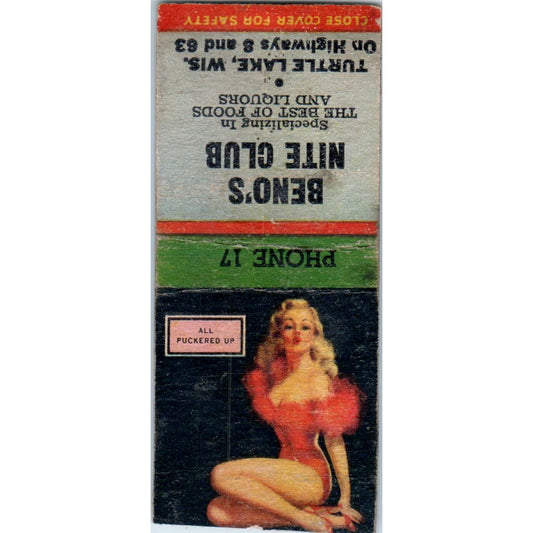 CLOSE COVER FOR SAFETY
BENO'S
NITE CLUB
Specializing In
THE BEST OF FOODS
AND LIQUORS
TURTLE LAKE, WIS.
On Highways 8 and 63
PHONE 17
ALL
PUCKERED UP